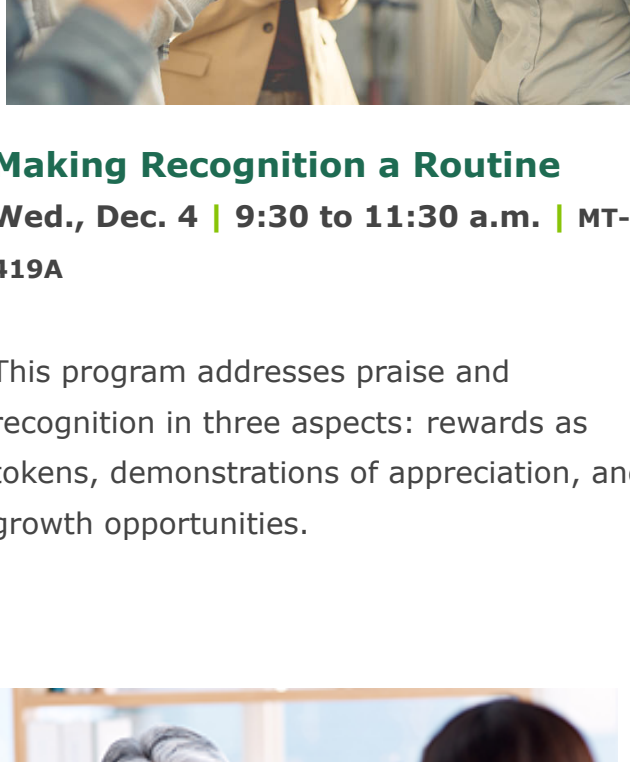 Making Recognition a Routine
Wed., Dec. 4 | 9:30 to 11:30 a.m. | MT-
419A
This program addresses praise and
recognition in three aspects: rewards as
tokens, demonstrations of appreciation, and
growth opportunities.